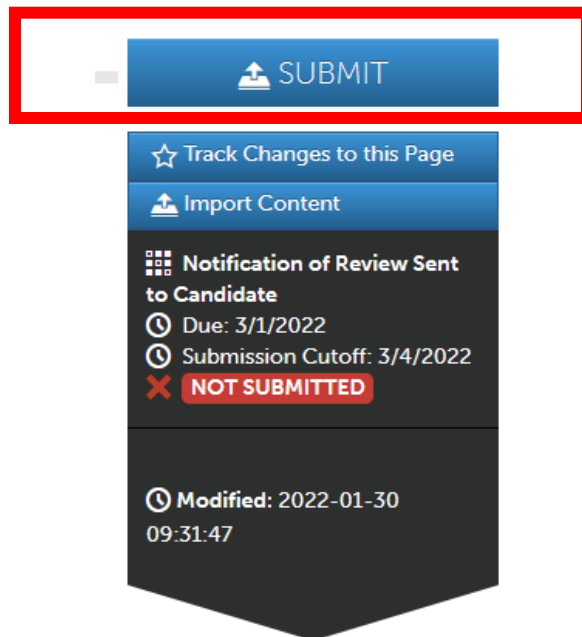 SUBMIT
Track Changes to this Page
Import Content
Notification of Review Sent
to Candidate
Due: 3/1/2022
Submission Cutoff: 3/4/2022
NOT SUBMITTED
Modified: 2022-01-30
09:31:47